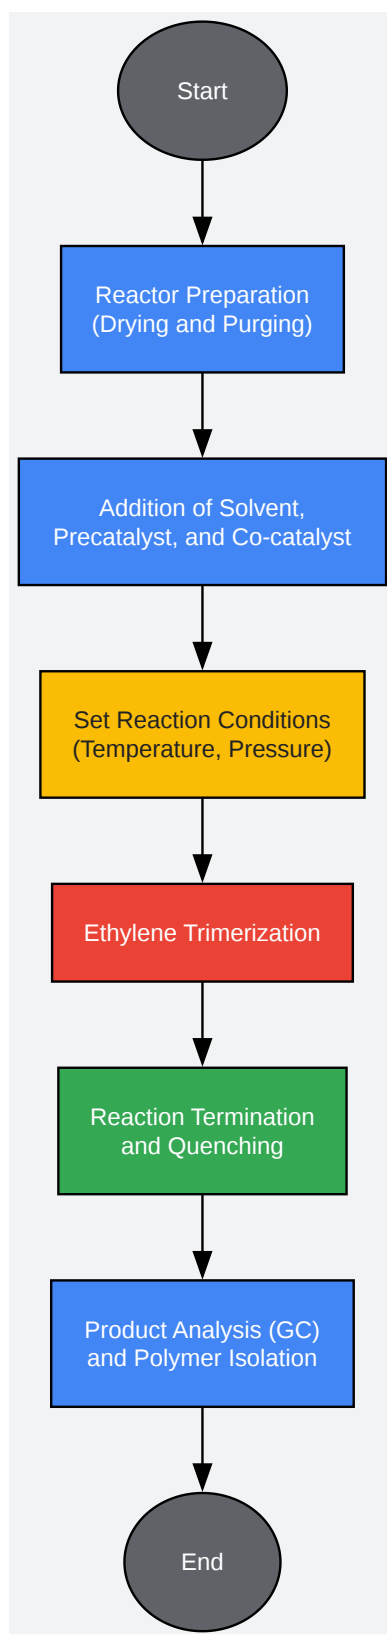 Start
Reactor Preparation
(Drying and Purging)
Addition of Solvent,
Precatalyst, and Co-catalyst
Set Reaction Conditions
(Temperature, Pressure)
Ethylene Trimerization
Reaction Termination
and Quenching
Product Analysis (GC)
and Polymer Isolation
End